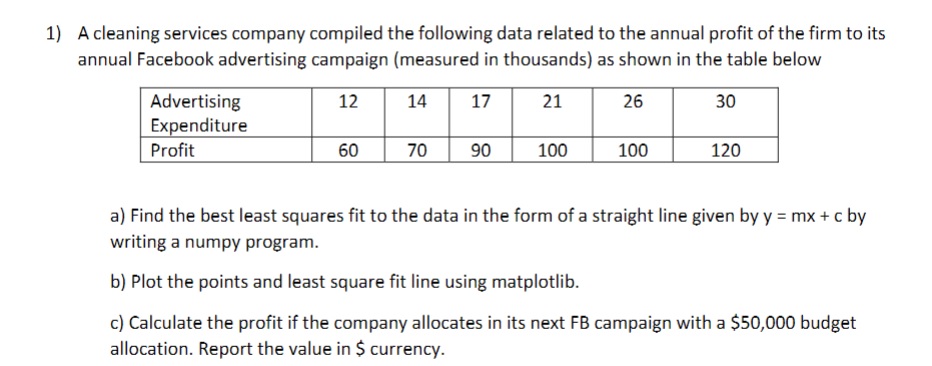 1) A cleaning services company compiled the following data related to the annual profit of the firm to its
annual Facebook advertising campaign (measured in thousands) as shown in the table below
Advertising Expenditure 12 14 17 21 26 30
Profit 60 70 90 100 100 120
a) Find the best least squares fit to the data in the form of a straight line given by y = mx + c by
writing a numpy program.
b) Plot the points and least square fit line using matplotlib.
c) Calculate the profit if the company allocates in its next FB campaign with a $50,000 budget
allocation. Report the value in $ currency.